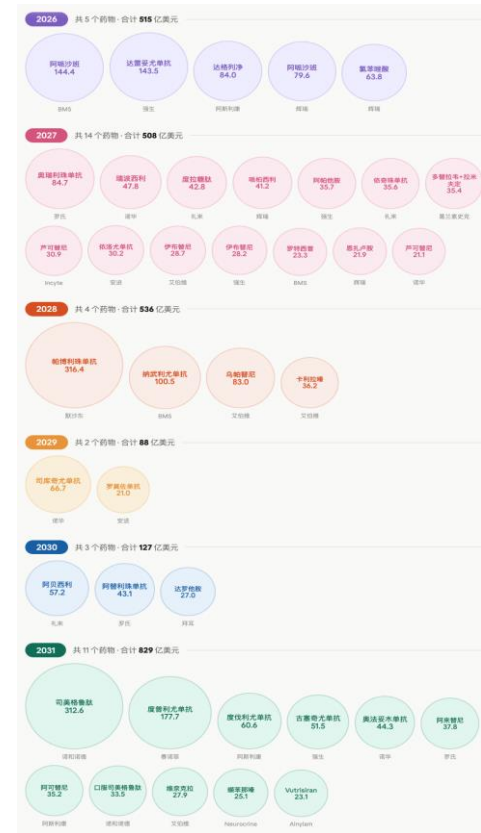 2026 共 5 个药物 · 合计 515 亿美元
阿哌沙班 达雷妥尤单抗 达格列净 阿哌沙班 氯苯唑酸
144.4 143.5 84.0 79.6 63.8
BMS 强生 阿斯利康 辉瑞 辉瑞
2027 共 14 个药物 · 合计 508 亿美元
奥瑞利珠单抗 瑞波西利 度拉糖肽 哌柏西利 阿帕他胺 依奇珠单抗 多替拉韦+拉米
夫定
84.7 47.8 42.8 41.2 35.7 35.6 35.4
罗氏 诺华 礼来 辉瑞 强生 礼来 葛兰素史克
芦可替尼 依洛尤单抗 伊布替尼 伊布替尼 罗特西普 恩扎卢胺 芦可替尼
30.9 30.2 28.7 28.2 23.3 21.9 21.1
Incyte 安进 艾伯维 强生 BMS 辉瑞 诺华
2028 共 4 个药物 · 合计 536 亿美元
帕博利珠单抗 纳武利尤单抗 乌帕替尼 卡利拉嗪
316.4 100.5 83.0 36.2
默沙东 BMS 艾伯维 艾伯维
2029 共 2 个药物 · 合计 88 亿美元
司库奇尤单抗 罗莫佐单抗
66.7 21.0
诺华 安进
2030 共 3 个药物 · 合计 127 亿美元
阿贝西利 阿替利珠单抗 达罗他胺
57.2 43.1 27.0
礼来 罗氏 拜耳
2031 共 11 个药物 · 合计 829 亿美元
司美格鲁肽 度普利尤单抗 度伐利尤单抗 古塞奇尤单抗 奥法妥木单抗 阿来替尼
312.6 177.7 60.6 51.5 44.3 37.8
诺和诺德 赛诺菲 阿斯利康 强生 诺华 罗氏
阿可替尼 口服司美格鲁肽 维奈克拉 缬苯那嗪 Vutrisiran
35.2 33.5 27.9 25.1 23.1
阿斯利康 诺和诺德 艾伯维 Neurocrine Alnylam